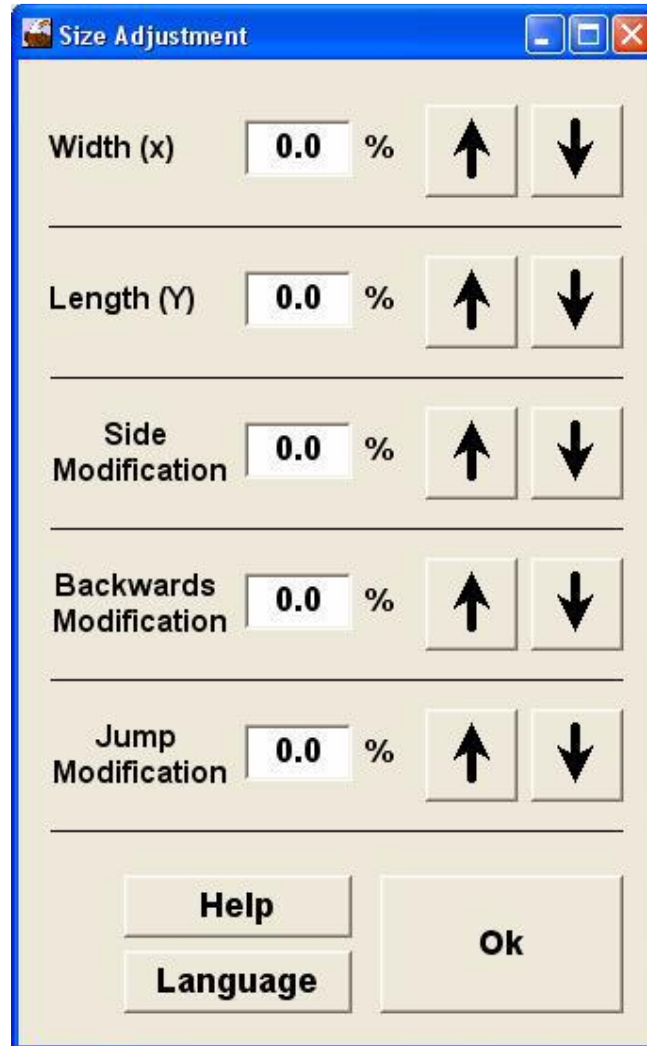 Size Adjustment
Width (x) 0.0 %
Length (Y) 0.0 %
Side
Modification 0.0 %
Backwards
Modification 0.0 %
Jump
Modification 0.0 %
Help
Ok
Language